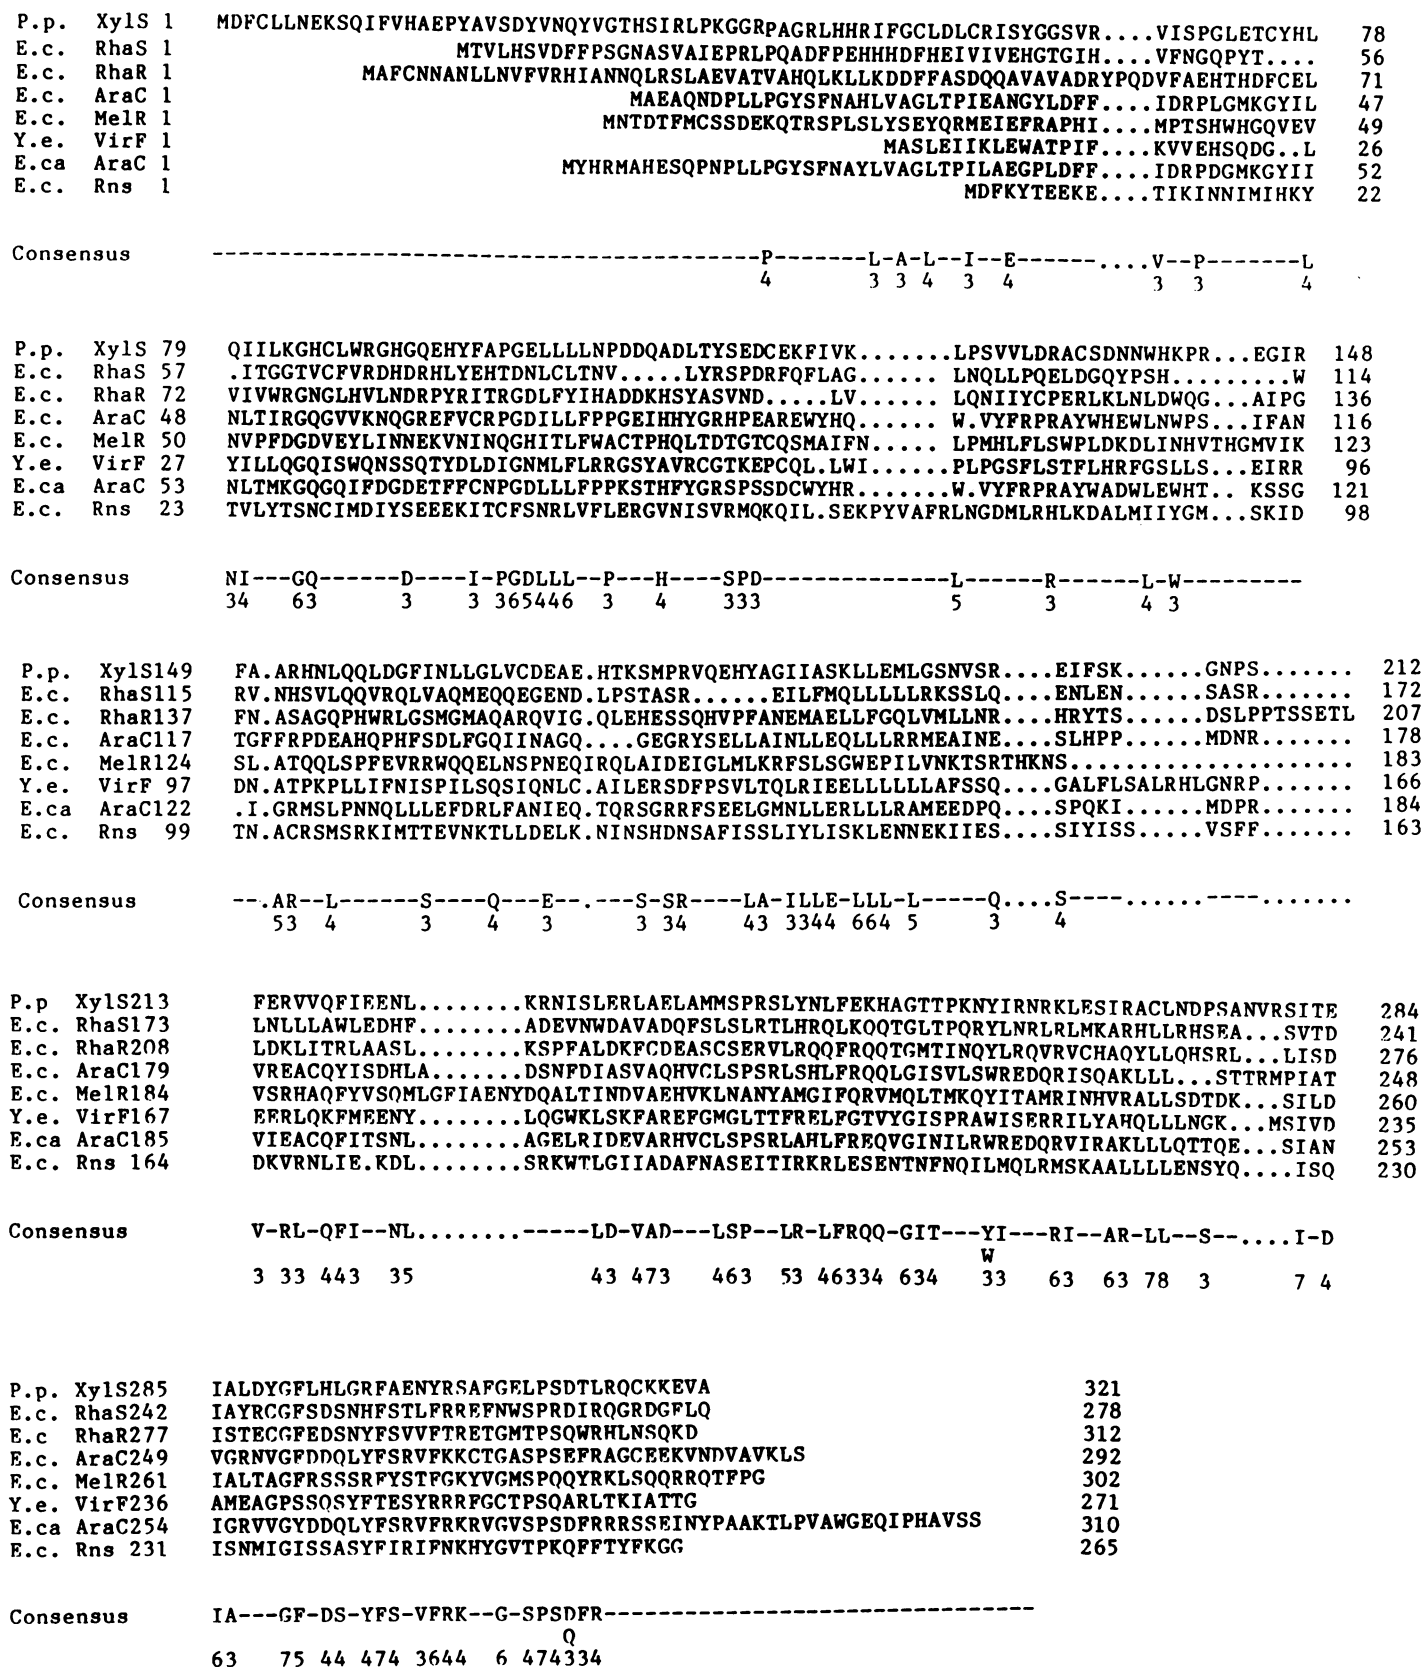 P.p. XylS 1 MDFCLLNEKSQIFVHAEPYAVSDYVNQYVGTHSIRLPKGGRPAGRLHHRIFGCLDLCRISYGGSVR....VISPGLETCYHL 78
E.c. RhaS 1 MTVLHSVDFFPSGNASVAIEPRLPQADFPEHHHDFHEIVIVEHGTGIH....VFNGQPYT.... 56
E.c. RhaR 1 MAFCNNANLLNVFVRHIANNQLRSLAEVATVAHQLKLLKDDFFASDQQAVAVADRYPQDVFAEHTHDFCEL 71
E.c. AraC 1 MAEAQNDPLLPGYSFNAHLVAGLTPIEANGYLDFF....IDRPLGMKGYIL 47
E.c. MelR 1 MNTDTFMCSSDEKQTRSPLSLYSEYQRMEIEFRAPHI....MPTSHWHGQVEV 49
Y.e. VirF 1 MASLEIIKLEWATPIF....KVVEHSQDG..L 26
E.ca AraC 1 MYHRMAHESQPNPLLPGYSFNAYLVAGLTPILAEGPLDFF....IDRPDGMKGYII 52
E.c. Rns 1 MDFKYTEEKE....TIKINNIMIHKY 22
Consensus -----------------------------------------P-------L-A-L--I--E------....V--P-------L
4 3 3 4 3 4 3 3 4
P.p. XylS 79 QIILKGHCLWRGHGQEHYFAPGELLLLNPDDQADLTYSEDCEKFIVK.......LPSVVLDRACSDNNWHKPR...EGIR 148
E.c. RhaS 57 .ITGGTVCFVRDHDRHLYEHTDNLCLTNV.....LYRSPDRFQFLAG...... LNQLLPQELDGQYPSH.........W 114
E.c. RhaR 72 VIVWRGNGLHVLNDRPYRITRGDLFYIHADDKHSYASVND.....LV...... LQNIIYCPERLKLNLDWQG...AIPG 136
E.c. AraC 48 NLTIRGQGVVKNQGREFVCRPGDILLFPPGEIHHYGRHPEAREWYHQ...... W.VYFRPRAYWHEWLNWPS...IFAN 116
E.c. MelR 50 NVPFDGDVEYLINNEKVNINQGHITLFWACTPHQLTDTGTCQSMAIFN...... LPMHLFLSWPLDKDLINHVTHGMVIK 123
Y.e. VirF 27 YILLQGQISWQNSSQTYDLDIGNMLFLRRGSYAVRCGTKEPCQL.LWI...... PLPGSFLSTFLHRFGSLLS...EIRR 96
E.ca AraC 53 NLTMKGQGQIFDGDETFFCNPGDLLLFPPKSTHFYGRSPSSDCWYHR.......W.VYFRPRAYWADWLEWHT.. KSSG 121
E.c. Rns 23 TVLYTSNCIMDIYSEEEKITCFSNRLVFLERGVNISVRMQKQIL.SEKPYVAFRLNGDMLRHLKDALMIIYGM...SKID 98
Consensus NI---GQ------D----I-PGDLLL--P---H----SPD--------------L------R------L-W---------
34 63 3 3 365446 3 4 333 5 3 4 3
P.p. XylS149 FA.ARHNLQQLDGFINLLGLVCDEAE.HTKSMPRVQEHYAGIIASKLLEMLGSNVSR....EIFSK......GNPS....... 212
E.c. RhaS115 RV.NHSVLQQVRQLVAQMEQQEGEND.LPSTASR......EILFMQLLLLLRKSSLQ....ENLEN......SASR....... 172
E.c. RhaR137 FN.ASAGQPHWRLGSMGMAQARQVIG.QLEHESSQHVPFANEMAELLFGQLVMLLNR....HRYTS......DSLPPTSSETL 207
E.c. AraC117 TGFFRPDEAHQPHFSDLFGQIINAGQ....GEGRYSELLAINLLEQLLLRRMEAINE....SLHPP......MDNR....... 178
E.c. MelR124 SL.ATQQLSPFEVRRWQQELNSPNEQIRQLAIDEIGLMLKRFSLSGWEPILVNKTSRTHKNS..................... 183
Y.e. VirF 97 DN.ATPKPLLIFNISPILSQSIQNLC.AILERSDFPSVLTQLRIEELLLLLAFSSQ....GALFLSALRHLGNRP....... 166
E.ca AraC122 .I.GRMSLPNNQLLLEFDRLFANIEQ.TQRSGRRFSEELGMNLLERLLLRAMEEDPQ....SPQKI......MDPR....... 184
E.c. Rns 99 TN.ACRSMSRKIMTTEVNKTLLDELK.NINSHDNSAFISSLIYLISKLENNEKIIES....SIYISS.....VSFF....... 163
Consensus --.AR--L------S----Q---E--.---S-SR----LA-ILLE-LLL-L-----Q....S----......----.......
53 4 3 4 3 3 34 43 3344 664 5 3 4
P.p XylS213 FERVVQFIEENL........KRNISLERLAELAMMSPRSLYNLFEKHAGTTPKNYIRNRKLESIRACLNDPSANVRSITE 284
E.c. RhaS173 LNLLLAWLEDHF........ADEVNWDAVADQFSLSLRTLHRQLKQQTGLTPQRYLNRLRLMKARHLLRHSEA...SVTD 241
E.c. RhaR208 LDKLITRLAASL........KSPFALDKFCDEASCSERVLRQQFRQQTGMTINQYLRQVRVCHAQYLLQHSRL...LISD 276
E.c. AraC179 VREACQYISDHLA.......DSNFDIASVAQHVCLSPSRLSHLFRQQLGISVLSWREDQRISQAKLLL...STTRMPIAT 248
E.c. MelR184 VSRHAQFYVSQMLGFIAENYDQALTINDVAEHVKLNANYAMGIFQRVMQLTMKQYITAMRINHVRALLSDTDK...SILD 260
Y.e. VirF167 EERLQKFMEENY........LQGWKLSKFAREFGMGLTTFRELFGTVYGISPRAWISERRILYAHQLLLNGK...MSIVD 235
E.ca AraC185 VIEACQFITSNL........AGELRIDEVARHVCLSPSRLAHLFREQVGINILRWREDQRVIRAKLLLQTTQE...SIAN 253
E.c. Rns 164 DKVRNLIE.KDL........SRKWTLGIIADAFNASEITIRKRLESENTNFNQILMQLRMSKAALLLLENSYQ....ISQ 230
Consensus V-RL-QFI--NL........-----LD-VAD---LSP--LR-LFRQQ-GIT---YI---RI--AR-LL--S--....I-D
W
3 33 443 35 43 473 463 53 46334 634 33 63 63 78 3 7 4
P.p. XylS285 IALDYGFLHLGRFAENYRSAFGELPSDTLRQCKKEVA 321
E.c. RhaS242 IAYRCGFSDSNHFSTLFRREFNWSPRDIRQGRDGFLQ 278
E.c RhaR277 ISTECGFEDSNYFSVVFTRETGMTPSQWRHLNSQKD 312
E.c. AraC249 VGRNVGFDDQLYFSRVFKKCTGASPSEFRAGCEEKVNDVAVKLS 292
E.c. MelR261 IALTAGFRSSSRFYSTFGKYVGMSPQQYRKLSQQRRQTFPG 302
Y.e. VirF236 AMEAGPSSQSYFTESYRRRFGCTPSQARLTKIATTG 271
E.ca AraC254 IGRVVGYDDQLYFSRVFRKRVGVSPSDFRRRSSEINYPAAKTLPVAWGEQIPHAVSS 310
E.c. Rns 231 ISNMIGISSASYFIRIFNKHYGVTPKQFFTYFKGG 265
Consensus IA---GF-DS-YFS-VFRK--G-SPSDFR--------------------------------
Q
63 75 44 474 3644 6 474334